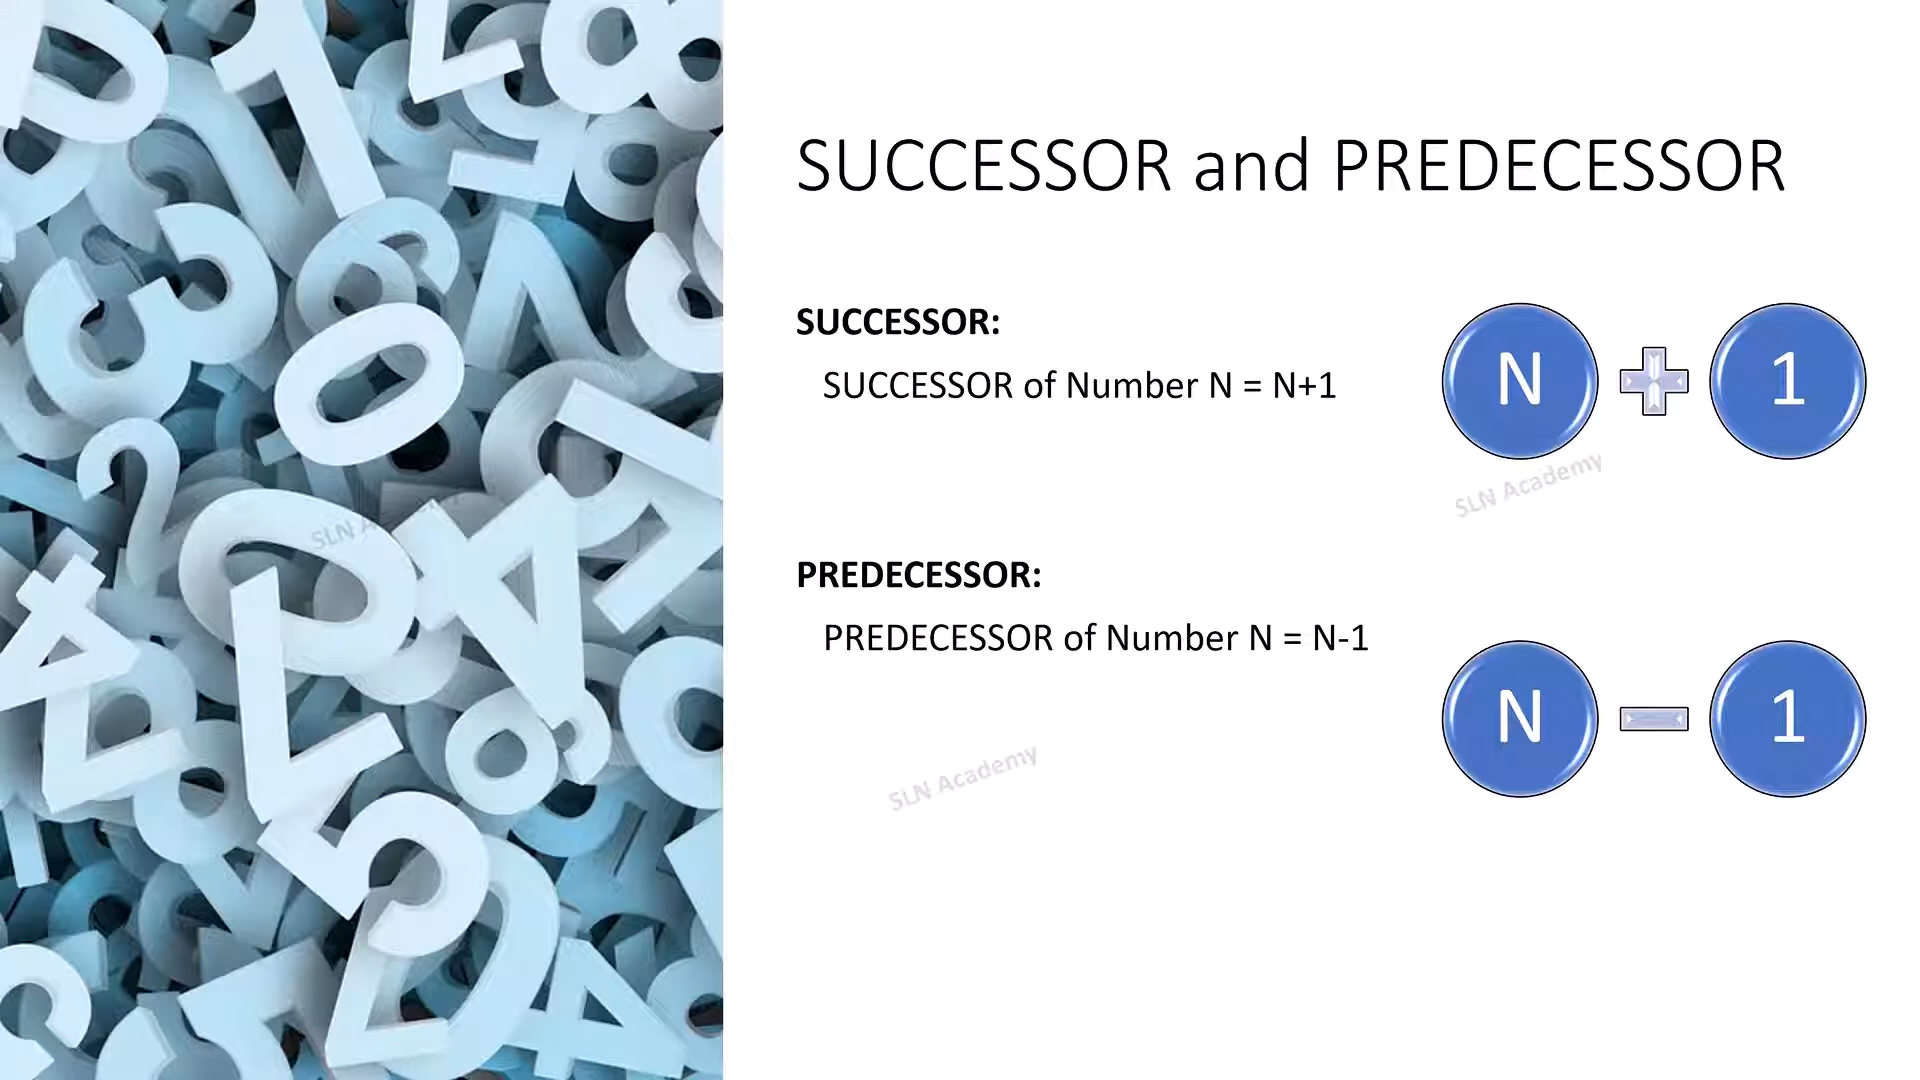 SUCCESSOR and PREDECESSOR
SUCCESSOR:
SUCCESSOR of Number N = N+1
N + 1
SLN Academy
PREDECESSOR:
PREDECESSOR of Number N = N-1
N - 1
SLN Academy